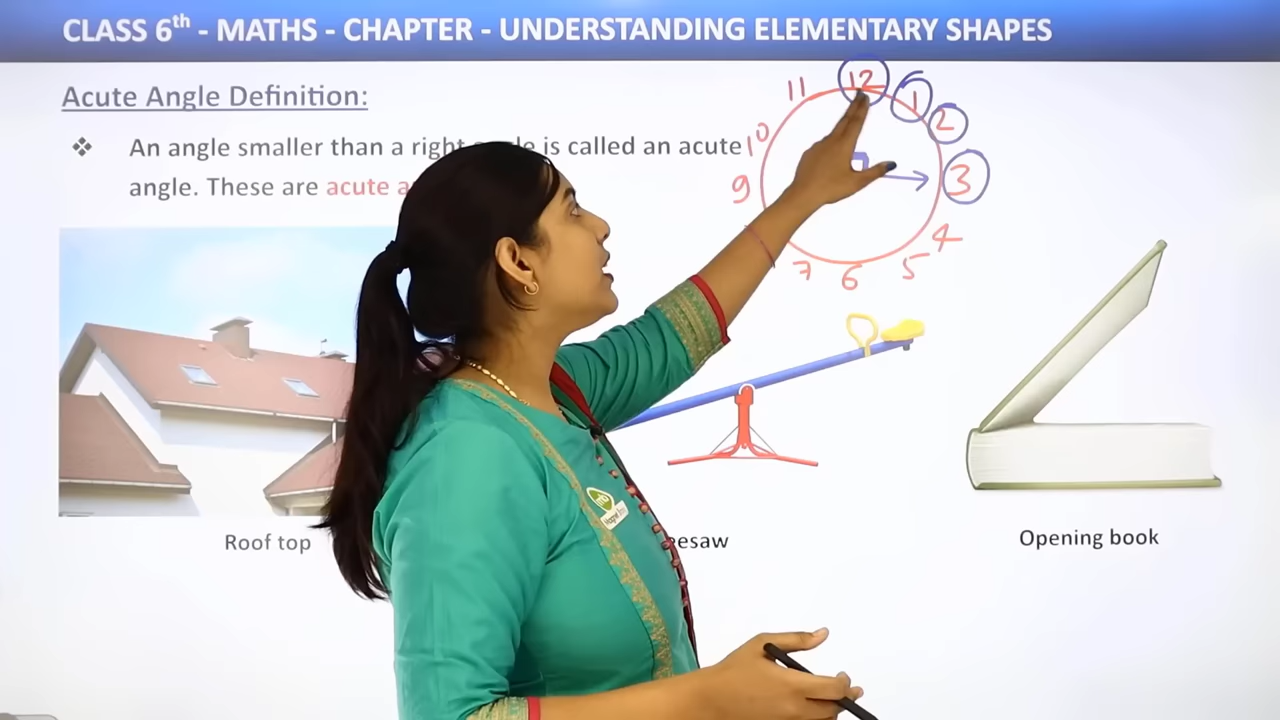 CLASS 6th - MATHS - CHAPTER - UNDERSTANDING ELEMENTARY SHAPES
Acute Angle Definition:
❖ An angle smaller than a right is called an acute
angle. These are acute
12
11
1
10
2
9
3
4
7
5
6
Roof top
Opening book